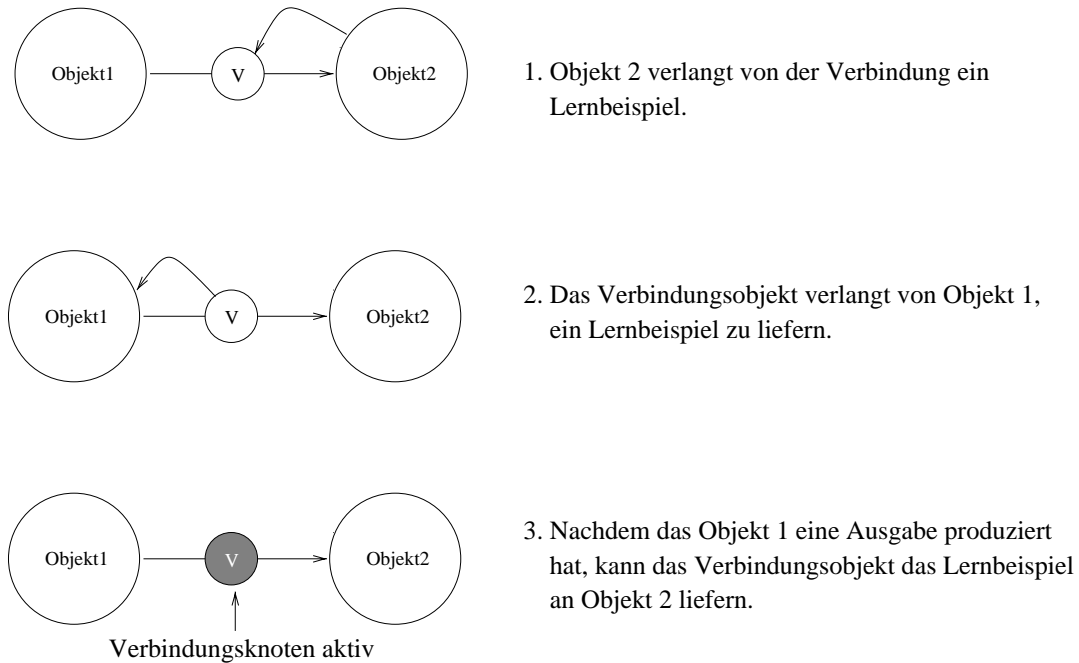 Objekt1
V
Objekt2
1. Objekt 2 verlangt von der Verbindung ein
Lernbeispiel.
Objekt1
V
Objekt2
2. Das Verbindungsobjekt verlangt von Objekt 1,
ein Lernbeispiel zu liefern.
Objekt1
V
Objekt2
3. Nachdem das Objekt 1 eine Ausgabe produziert
hat, kann das Verbindungsobjekt das Lernbeispiel
an Objekt 2 liefern.
Verbindungsknoten aktiv